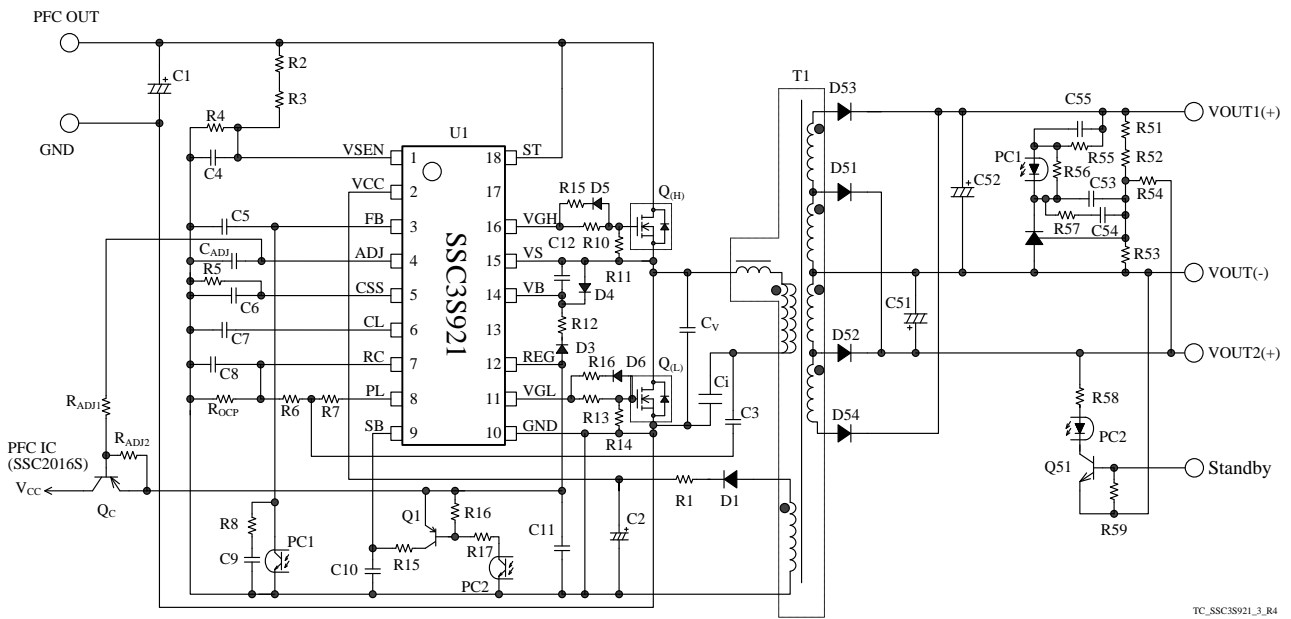 PFC OUT
GND
C1
R2
R3
R4
C4
VSEN
VCC
C5
FB
CADJ
ADJ
R5
C6
CSS
C7
CL
C8
RC
ROCP
R6
R7
PL
SB
U1
SSC3S921
1
2
3
4
5
6
7
8
9
18
17
16
15
14
13
12
11
10
ST
VGH
VS
VB
REG
VGL
GND
R15
D5
Q(H)
R10
C12
R11
D4
R12
D3
R16
D6
Q(L)
R13
R14
CV
Ci
C3
T1
D53
D51
D52
D54
C52
C51
C55
PC1
R55
R56
C53
R57
C54
R51
R52
R54
R53
VOUT1(+)
VOUT(-)
VOUT2(+)
R58
PC2
Q51
R59
Standby
RADJ1
RADJ2
PFC IC
(SSC2016S)
VCC
QC
R8
C9
PC1
C10
R15
Q1
R16
R17
PC2
C11
C2
R1
D1
TC_SSC3S921_3_R4